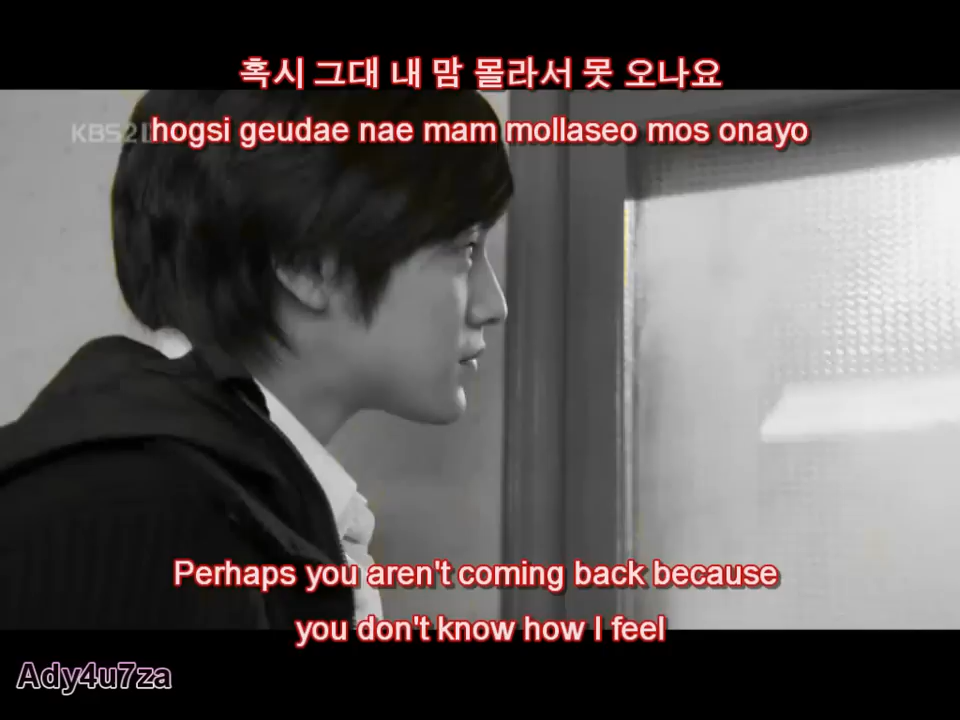 혹시 그대 내 맘 몰라서 못 오나요
hogsi geudae nae mam mollaseo mos onayo
Perhaps you aren't coming back because
you don't know how I feel
Ady4u7za